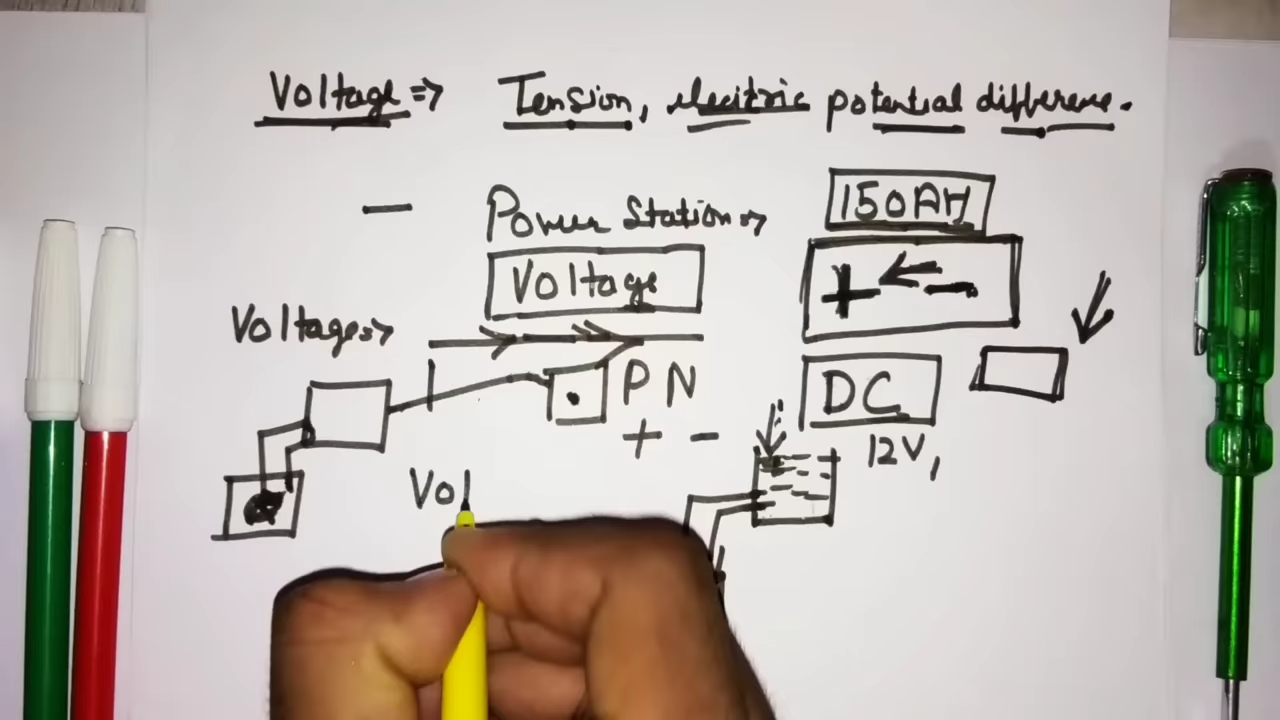 Voltage => Tension, electric potential difference.
— Power Station => 150AH
Voltage + ← —
Voltage =>
P N DC
+ - 12V,
Vol